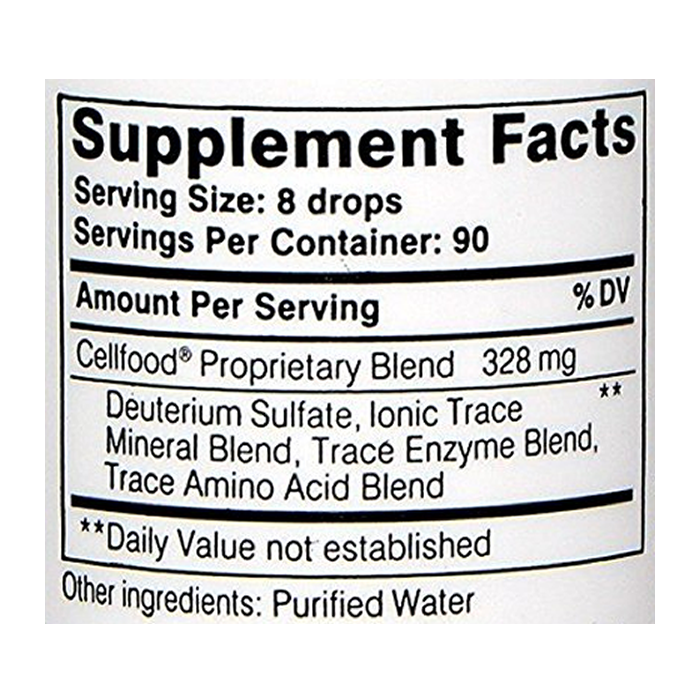 Supplement Facts
Serving Size: 8 drops
Servings Per Container: 90
Amount Per Serving % DV
Cellfood® Proprietary Blend 328 mg
**
Deuterium Sulfate, Ionic Trace
Mineral Blend, Trace Enzyme Blend,
Trace Amino Acid Blend
**Daily Value not established
Other ingredients: Purified Water